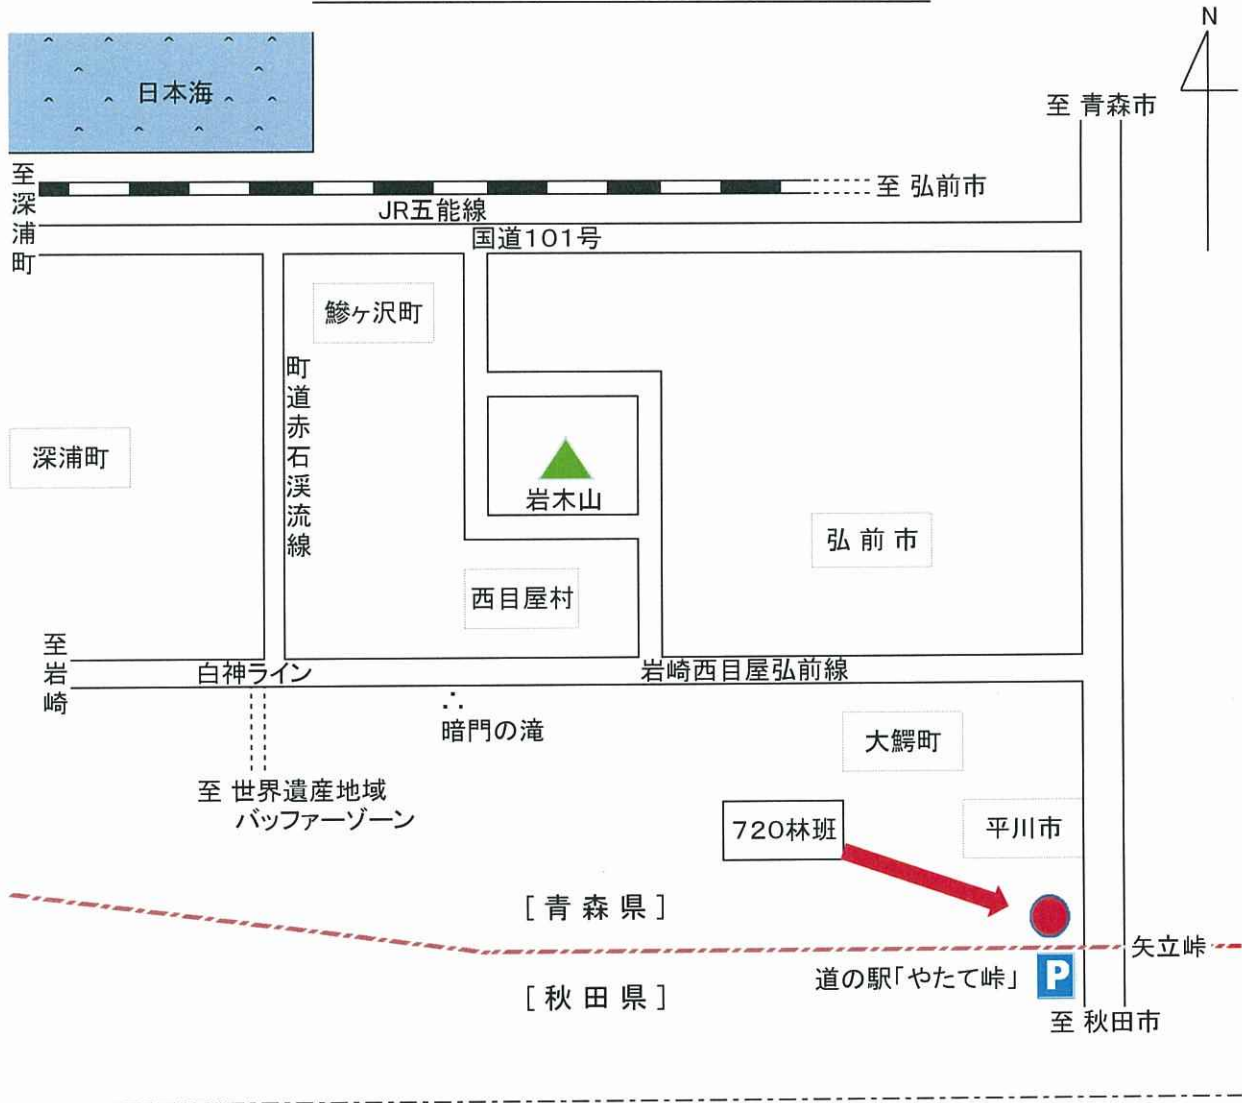 N
日本海
至 青森市
至深浦町
至 弘前市
JR五能線
国道101号
鰺ヶ沢町
町道赤石渓流線
深浦町
岩木山
弘前市
西目屋村
至岩崎
白神ライン
岩崎西目屋弘前線
暗門の滝
大鰐町
至 世界遺産地域
バッファーゾーン
720林班
平川市
[青森県]
矢立峠
道の駅「やたて峠」
P
[秋田県]
至 秋田市